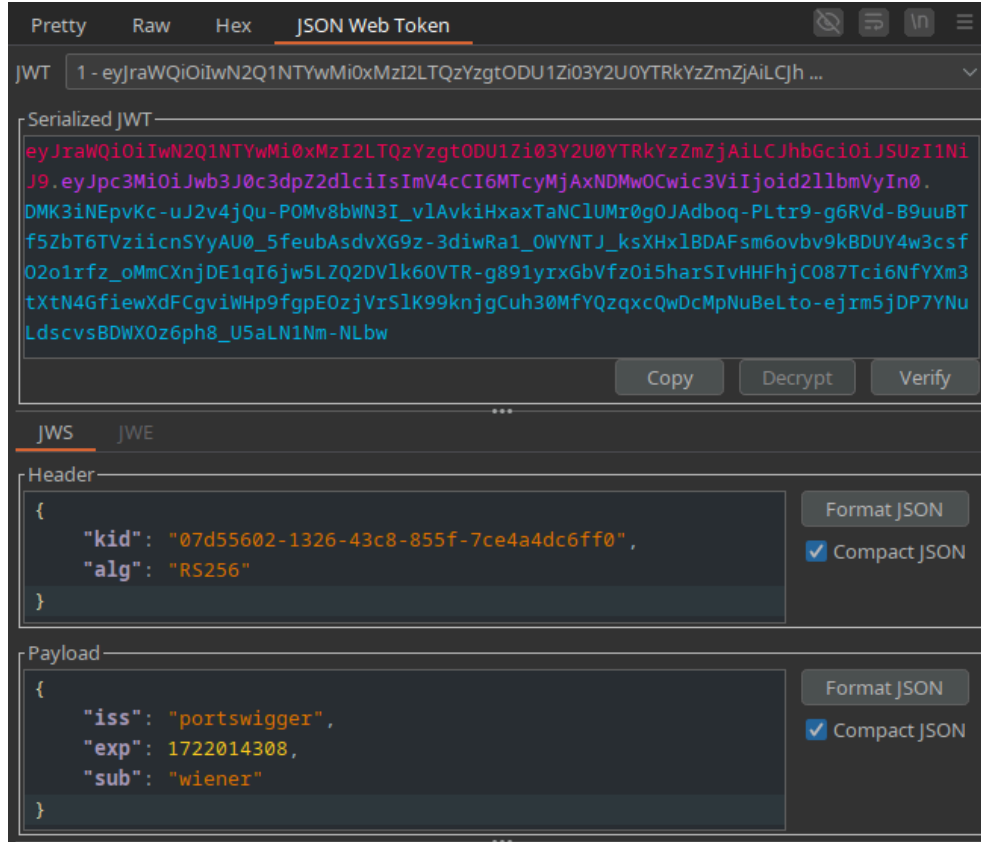 Pretty Raw Hex JSON Web Token \n
JWT 1 - eyJraWQiOiIwN2Q1NTYwMi0xMzI2LTQzYzgtODU1Zi03Y2U0YTRkYzZmZjAiLCJh ...
Serialized JWT
eyJraWQiOiIwN2Q1NTYwMi0xMzI2LTQzYzgtODU1Zi03Y2U0YTRkYzZmZjAiLCJhbGciOiJSUzI1Ni
J9.eyJpc3MiOiJwb3J0c3dpZ2dlciIsImV4cCI6MTcyMjAxNDMwOCwic3ViIjoid2llbmVyIn0.
DMK3iNEpvKc-uJ2v4jQu-POMv8bWN3I_vlAvkiHxaxTaNClUMr0gOJAdboq-PLtr9-g6RVd-B9uuBT
f5ZbT6TVziicnSYyAU0_5feubAsdvXG9z-3diwRa1_OWYNTJ_ksXHxlBDAFsm6ovbv9kBDUY4w3csf
O2o1rfz_oMmCXnjDE1qI6jw5LZQ2DVlk6OVTR-g891yrxGbVfzOi5harSIvHHFhjCO87Tci6NfYXm3
tXtN4GfiewXdFCgviWHp9fgpEOzjVrSlK99knjgCuh30MfYQzqxcQwDcMpNuBeLto-ejrm5jDP7YNu
LdscvsBDWXOz6ph8_U5aLN1Nm-NLbw
Copy Decrypt Verify
JWS JWE
Header
{
"kid": "07d55602-1326-43c8-855f-7ce4a4dc6ff0",
"alg": "RS256"
}
Format JSON
Compact JSON
Payload
{
"iss": "portswigger",
"exp": 1722014308,
"sub": "wiener"
}
Format JSON
Compact JSON